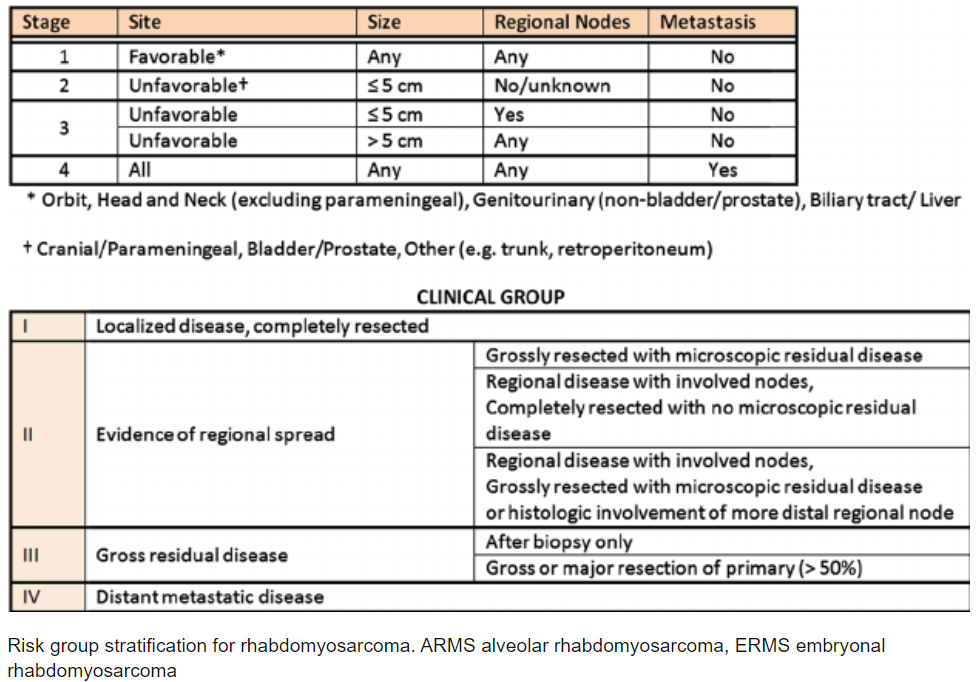 Stage Site Size Regional Nodes Metastasis
1 Favorable* Any Any No
2 Unfavorable† ≤5 cm No/unknown No
3 Unfavorable ≤5 cm Yes No
Unfavorable >5 cm Any No
4 All Any Any Yes
* Orbit, Head and Neck (excluding parameningeal), Genitourinary (non-bladder/prostate), Biliary tract/ Liver
† Cranial/Parameningeal, Bladder/Prostate, Other (e.g. trunk, retroperitoneum)
CLINICAL GROUP
I Localized disease, completely resected
II Evidence of regional spread
Grossly resected with microscopic residual disease
Regional disease with involved nodes,
Completely resected with no microscopic residual
disease
Regional disease with involved nodes,
Grossly resected with microscopic residual disease
or histologic involvement of more distal regional node
III Gross residual disease
After biopsy only
Gross or major resection of primary (> 50%)
IV Distant metastatic disease
Risk group stratification for rhabdomyosarcoma. ARMS alveolar rhabdomyosarcoma, ERMS embryonal
rhabdomyosarcoma